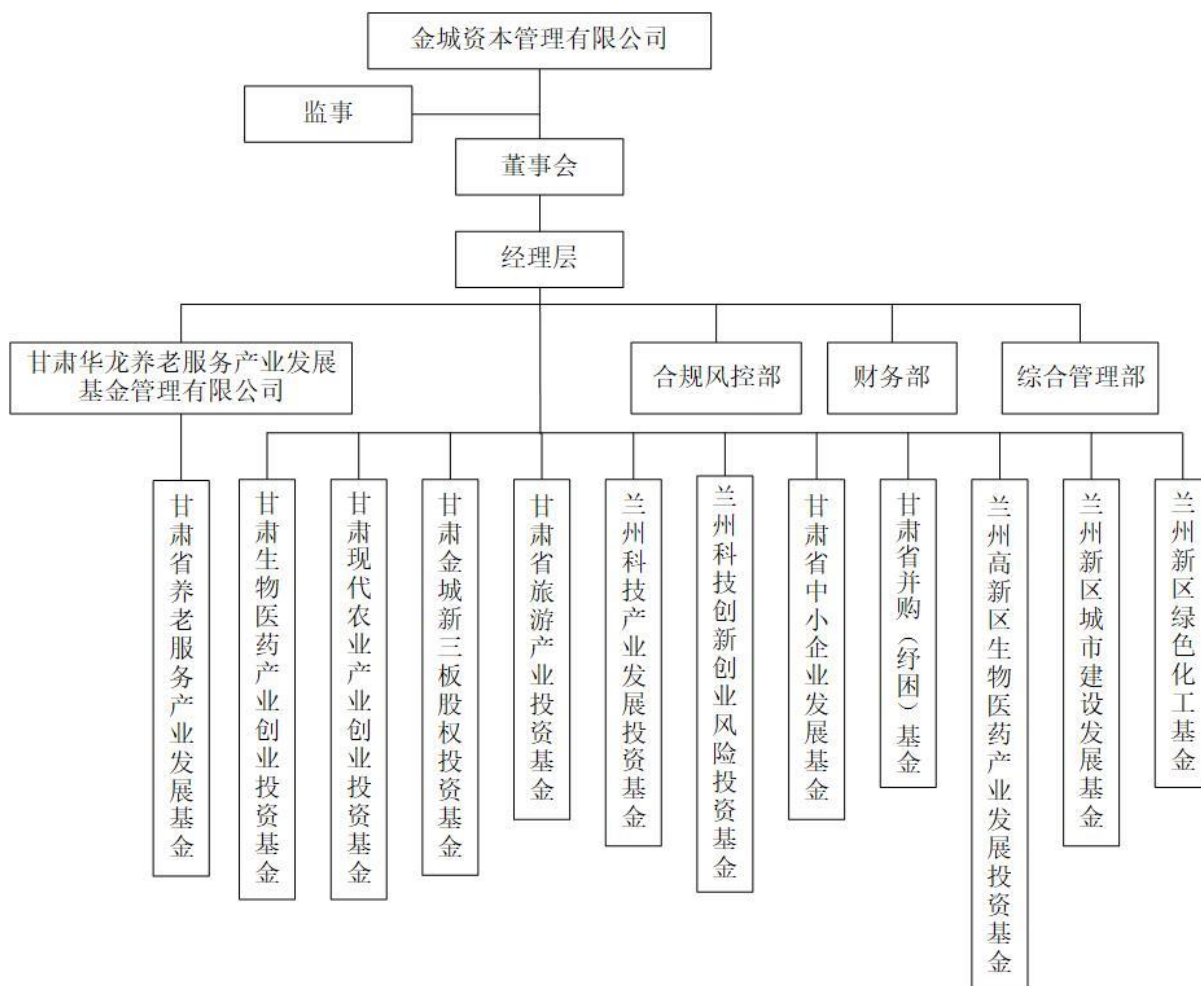 金城资本管理有限公司
监事
董事会
经理层
甘肃华龙养老服务产业发展
基金管理有限公司
合规风控部
财务部
综合管理部
甘肃省养老服务产业发展基金
甘肃生物医药产业创业投资基金
甘肃现代农业产业创业投资基金
甘肃金城新三板股权投资基金
甘肃省旅游产业投资基金
兰州科技产业发展投资基金
兰州科技创新创业风险投资基金
甘肃省中小企业发展基金
甘肃省并购（纾困）基金
兰州高新区生物医药产业发展投资基金
兰州新区城市建设发展基金
兰州新区绿色化工基金